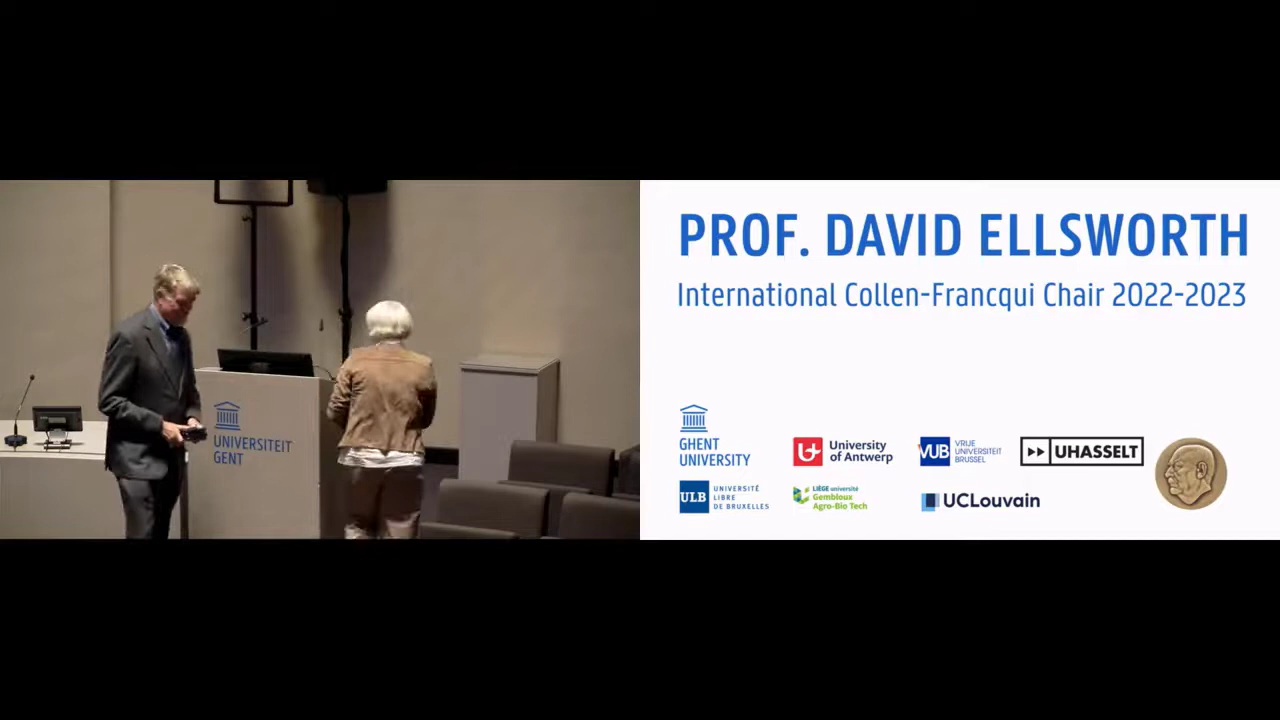 UNIVERSITEIT
GENT
PROF. DAVID ELLSWORTH
International Collen-Francqui Chair 2022-2023
GHENT
UNIVERSITY
University
of Antwerp
VUB
VRIJE
UNIVERSITEIT
BRUSSEL
UHASSELT
ULB
UNIVERSITÉ
LIBRE
DE BRUXELLES
LIÈGE université
Gembloux
Agro-Bio Tech
UCLouvain